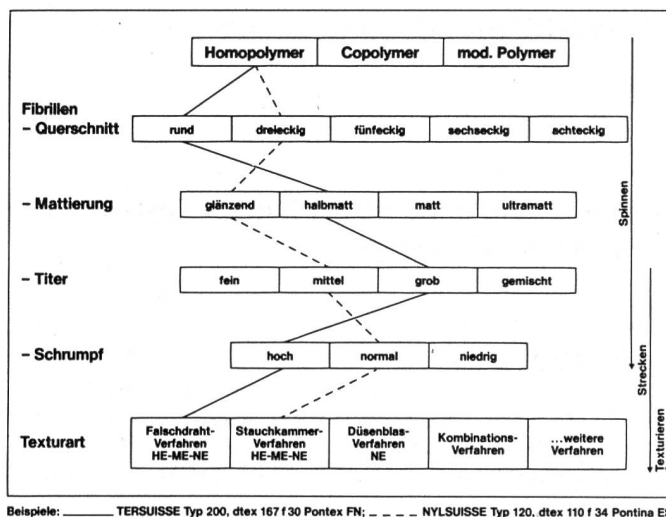 Homopolymer Copolymer mod. Polymer
Fibrillen
– Querschnitt rund dreieckig fünfeckig sechseckig achteckig
– Mattierung glänzend halbmatt matt ultramatt
Spinnen
– Titer fein mittel grob gemischt
– Schrumpf hoch normal niedrig
Strecken
Texturart
Falschdraht-
Verfahren
HE-ME-NE
Stauchkammer-
Verfahren
HE-ME-NE
Düsenblas-
Verfahren
NE
Kombinations-
Verfahren
...weitere
Verfahren
Texturieren
Beispiele: TERSUISSE Typ 200, dtex 167 f 30 Pontex FN; NYLSUISSE Typ 120, dtex 110 f 34 Pontina